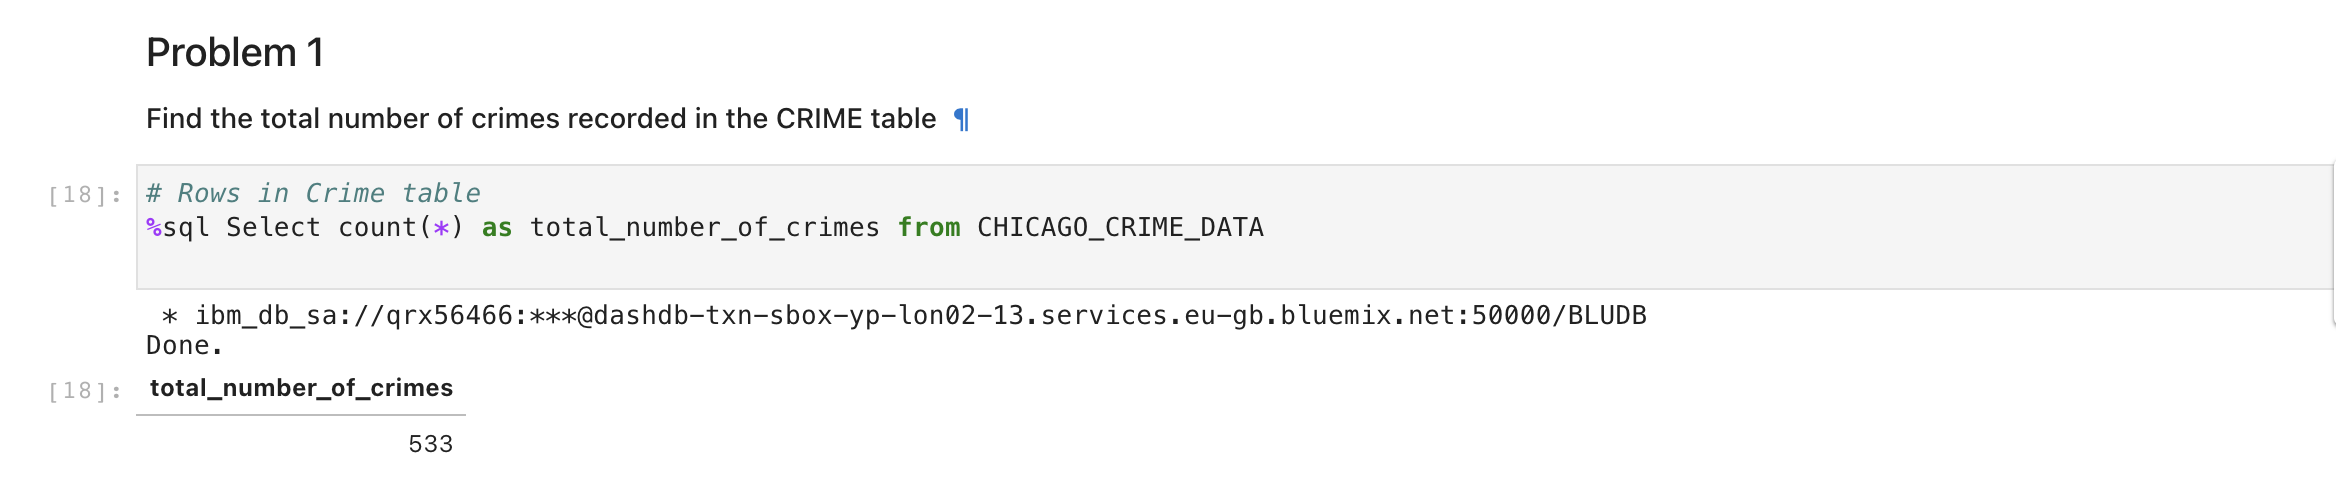 Problem 1
Find the total number of crimes recorded in the CRIME table ¶
[18]: # Rows in Crime table
%sql Select count(*) as total_number_of_crimes from CHICAGO_CRIME_DATA
* ibm_db_sa://qrx56466:***@dashdb-txn-sbox-yp-lon02-13.services.eu-gb.bluemix.net:50000/BLUDB
Done.
[18]: total_number_of_crimes
533